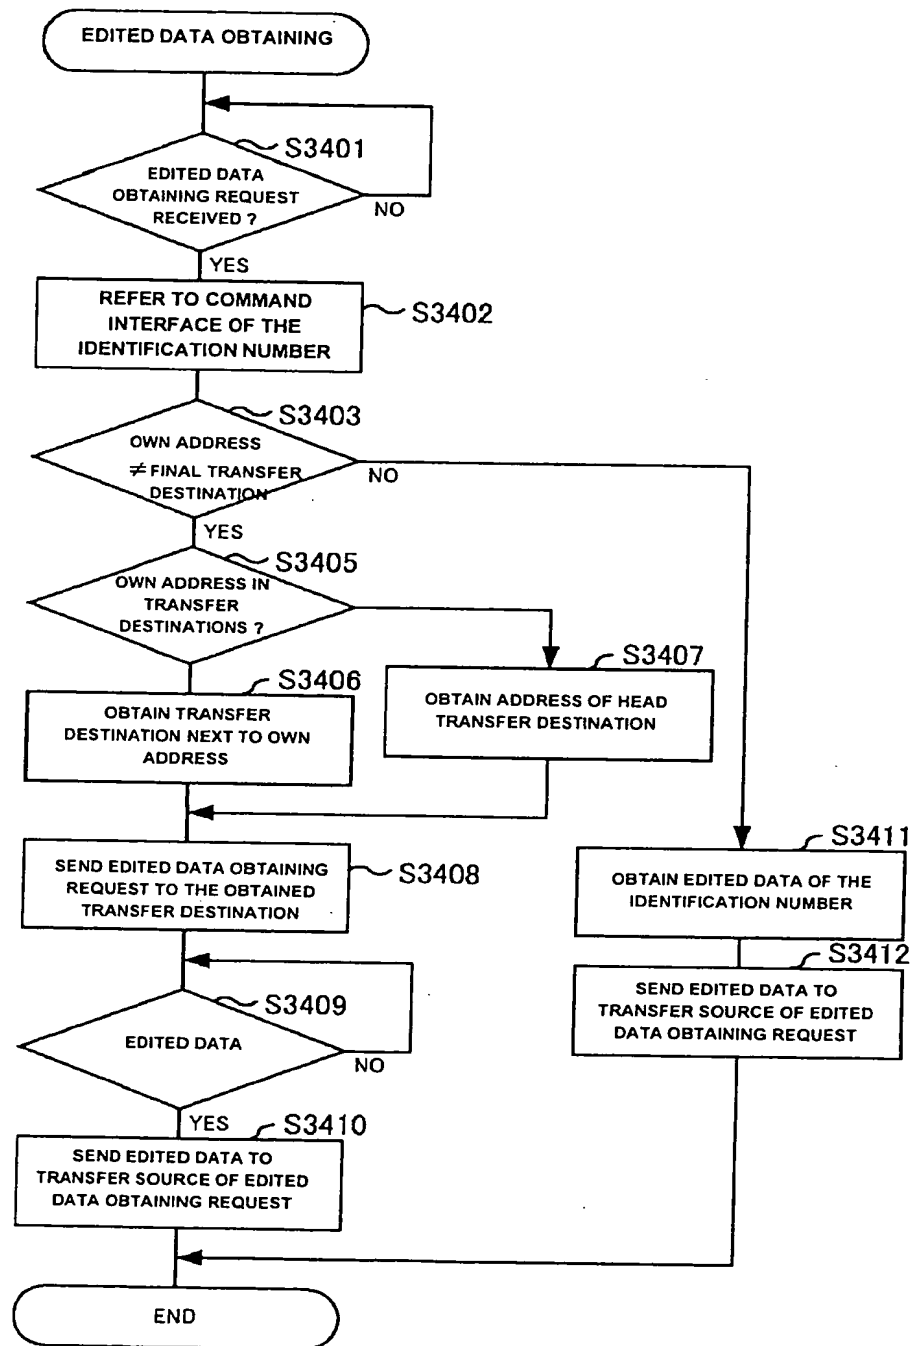 EDITED DATA OBTAINING
S3401
EDITED DATA
OBTAINING REQUEST
RECEIVED ?
NO
YES
REFER TO COMMAND
INTERFACE OF THE
IDENTIFICATION NUMBER
S3402
S3403
OWN ADDRESS
≠ FINAL TRANSFER
DESTINATION
NO
YES
S3405
OWN ADDRESS IN
TRANSFER
DESTINATIONS ?
S3406
OBTAIN TRANSFER
DESTINATION NEXT TO OWN
ADDRESS
S3407
OBTAIN ADDRESS OF HEAD
TRANSFER DESTINATION
SEND EDITED DATA OBTAINING
REQUEST TO THE OBTAINED
TRANSFER DESTINATION
S3408
S3411
OBTAIN EDITED DATA OF THE
IDENTIFICATION NUMBER
S3412
SEND EDITED DATA TO
TRANSFER SOURCE OF EDITED
DATA OBTAINING REQUEST
S3409
EDITED DATA
NO
YES
S3410
SEND EDITED DATA TO
TRANSFER SOURCE OF EDITED
DATA OBTAINING REQUEST
END